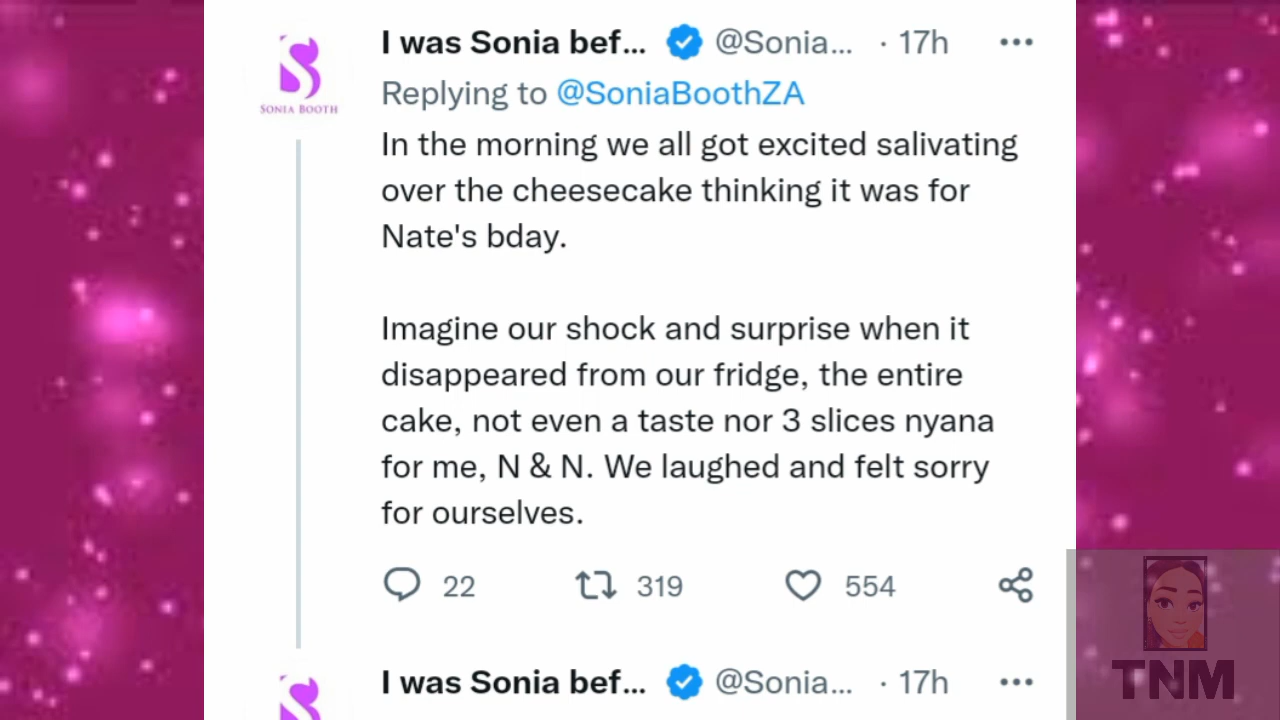 SONIA BOOTH
I was Sonia bef... @Sonia... · 17h
Replying to @SoniaBoothZA
In the morning we all got excited salivating
over the cheesecake thinking it was for
Nate's bday.
Imagine our shock and surprise when it
disappeared from our fridge, the entire
cake, not even a taste nor 3 slices nyana
for me, N & N. We laughed and felt sorry
for ourselves.
22 319 554
I was Sonia bef... @Sonia... · 17h
TNM